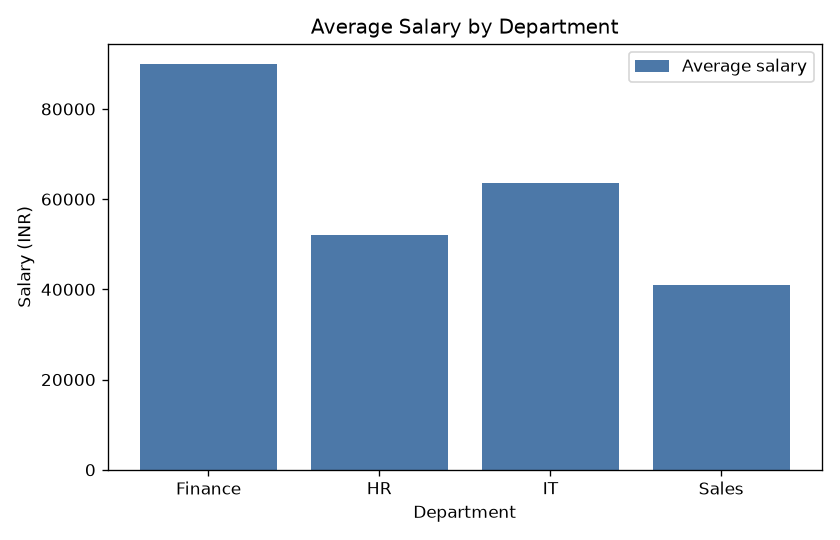 Average Salary by Department
Average salary
80000
60000
40000
20000
0
Salary (INR)
Finance HR IT Sales
Department